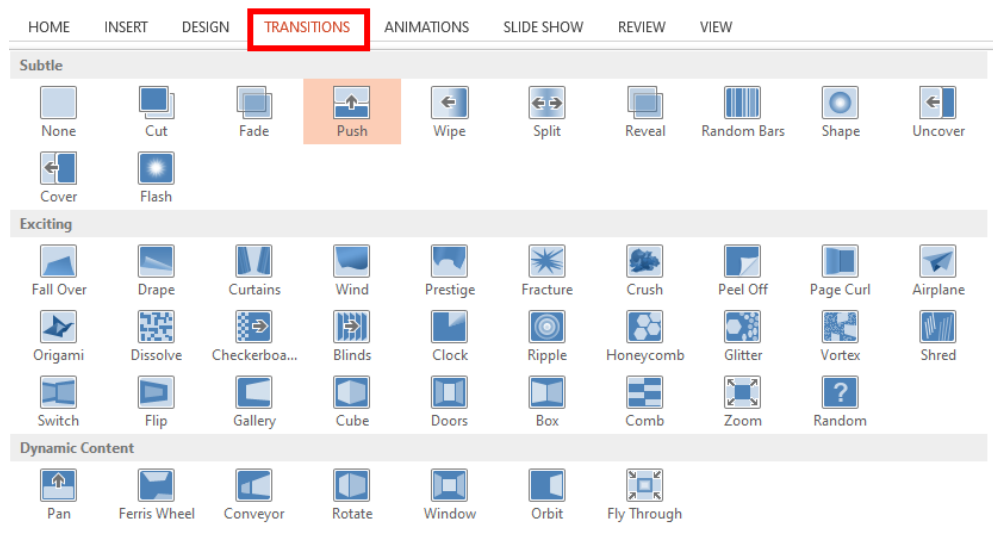 HOME INSERT DESIGN TRANSITIONS ANIMATIONS SLIDE SHOW REVIEW VIEW
Subtle
None Cut Fade Push Wipe Split Reveal Random Bars Shape Uncover
Cover Flash
Exciting
Fall Over Drape Curtains Wind Prestige Fracture Crush Peel Off Page Curl Airplane
Origami Dissolve Checkerboa... Blinds Clock Ripple Honeycomb Glitter Vortex Shred
Switch Flip Gallery Cube Doors Box Comb Zoom Random
Dynamic Content
Pan Ferris Wheel Conveyor Rotate Window Orbit Fly Through